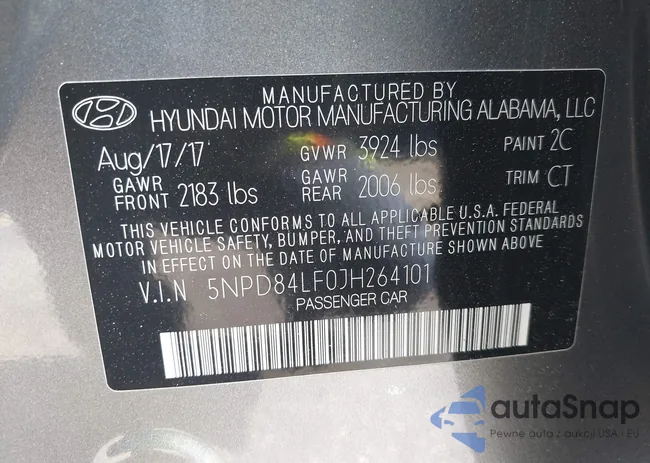 MANUFACTURED BY
HYUNDAI MOTOR MANUFACTURING ALABAMA, LLC
Aug/17/17 GVWR 3924 lbs PAINT 2C
GAWR FRONT 2183 lbs GAWR REAR 2006 lbs TRIM CT
THIS VEHICLE CONFORMS TO ALL APPLICABLE U.S.A. FEDERAL
MOTOR VEHICLE SAFETY, BUMPER, AND THEFT PREVENTION STANDARDS
IN EFFECT ON THE DATE OF MANUFACTURE SHOWN ABOVE
V.I.N 5NPD84LF0JH264101
PASSENGER CAR
autaSnap
Pewne auta z aukcji USA - EU